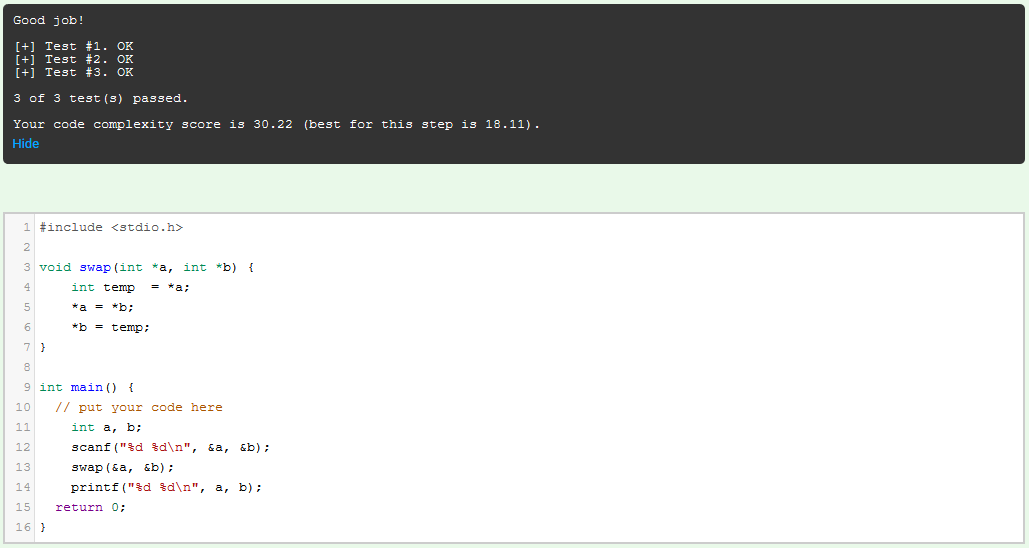 Good job!
[+] Test #1. OK
[+] Test #2. OK
[+] Test #3. OK
3 of 3 test(s) passed.
Your code complexity score is 30.22 (best for this step is 18.11).
Hide
1 #include <stdio.h>
2
3 void swap(int *a, int *b) {
4     int temp  = *a;
5     *a = *b;
6     *b = temp;
7 }
8
9 int main() {
10   // put your code here
11     int a, b;
12     scanf("%d %d\n", &a, &b);
13     swap(&a, &b);
14     printf("%d %d\n", a, b);
15   return 0;
16 }